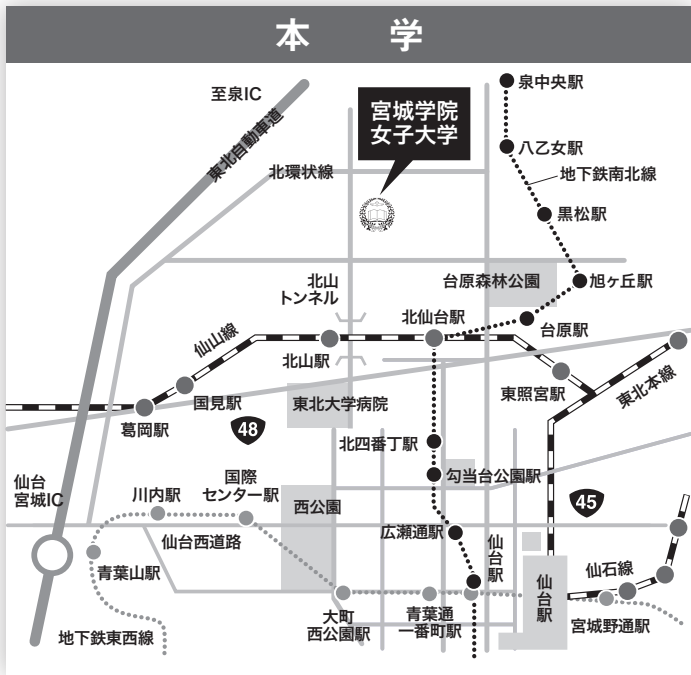 本　学
至泉IC
東北自動車道
北環状線
宮城学院
女子大学
泉中央駅
八乙女駅
地下鉄南北線
黒松駅
旭ヶ丘駅
台原森林公園
台原駅
北山
トンネル
北仙台駅
仙山線
北山駅
東照宮駅
東北本線
国見駅
葛岡駅
48
東北大学病院
北四番丁駅
勾当台公園駅
仙台
宮城IC
川内駅
国際
センター駅
西公園
45
広瀬通駅
仙台西道路
青葉山駅
仙台駅
仙台駅
仙石線
大町
西公園駅
青葉通
一番町駅
宮城野通駅
地下鉄東西線